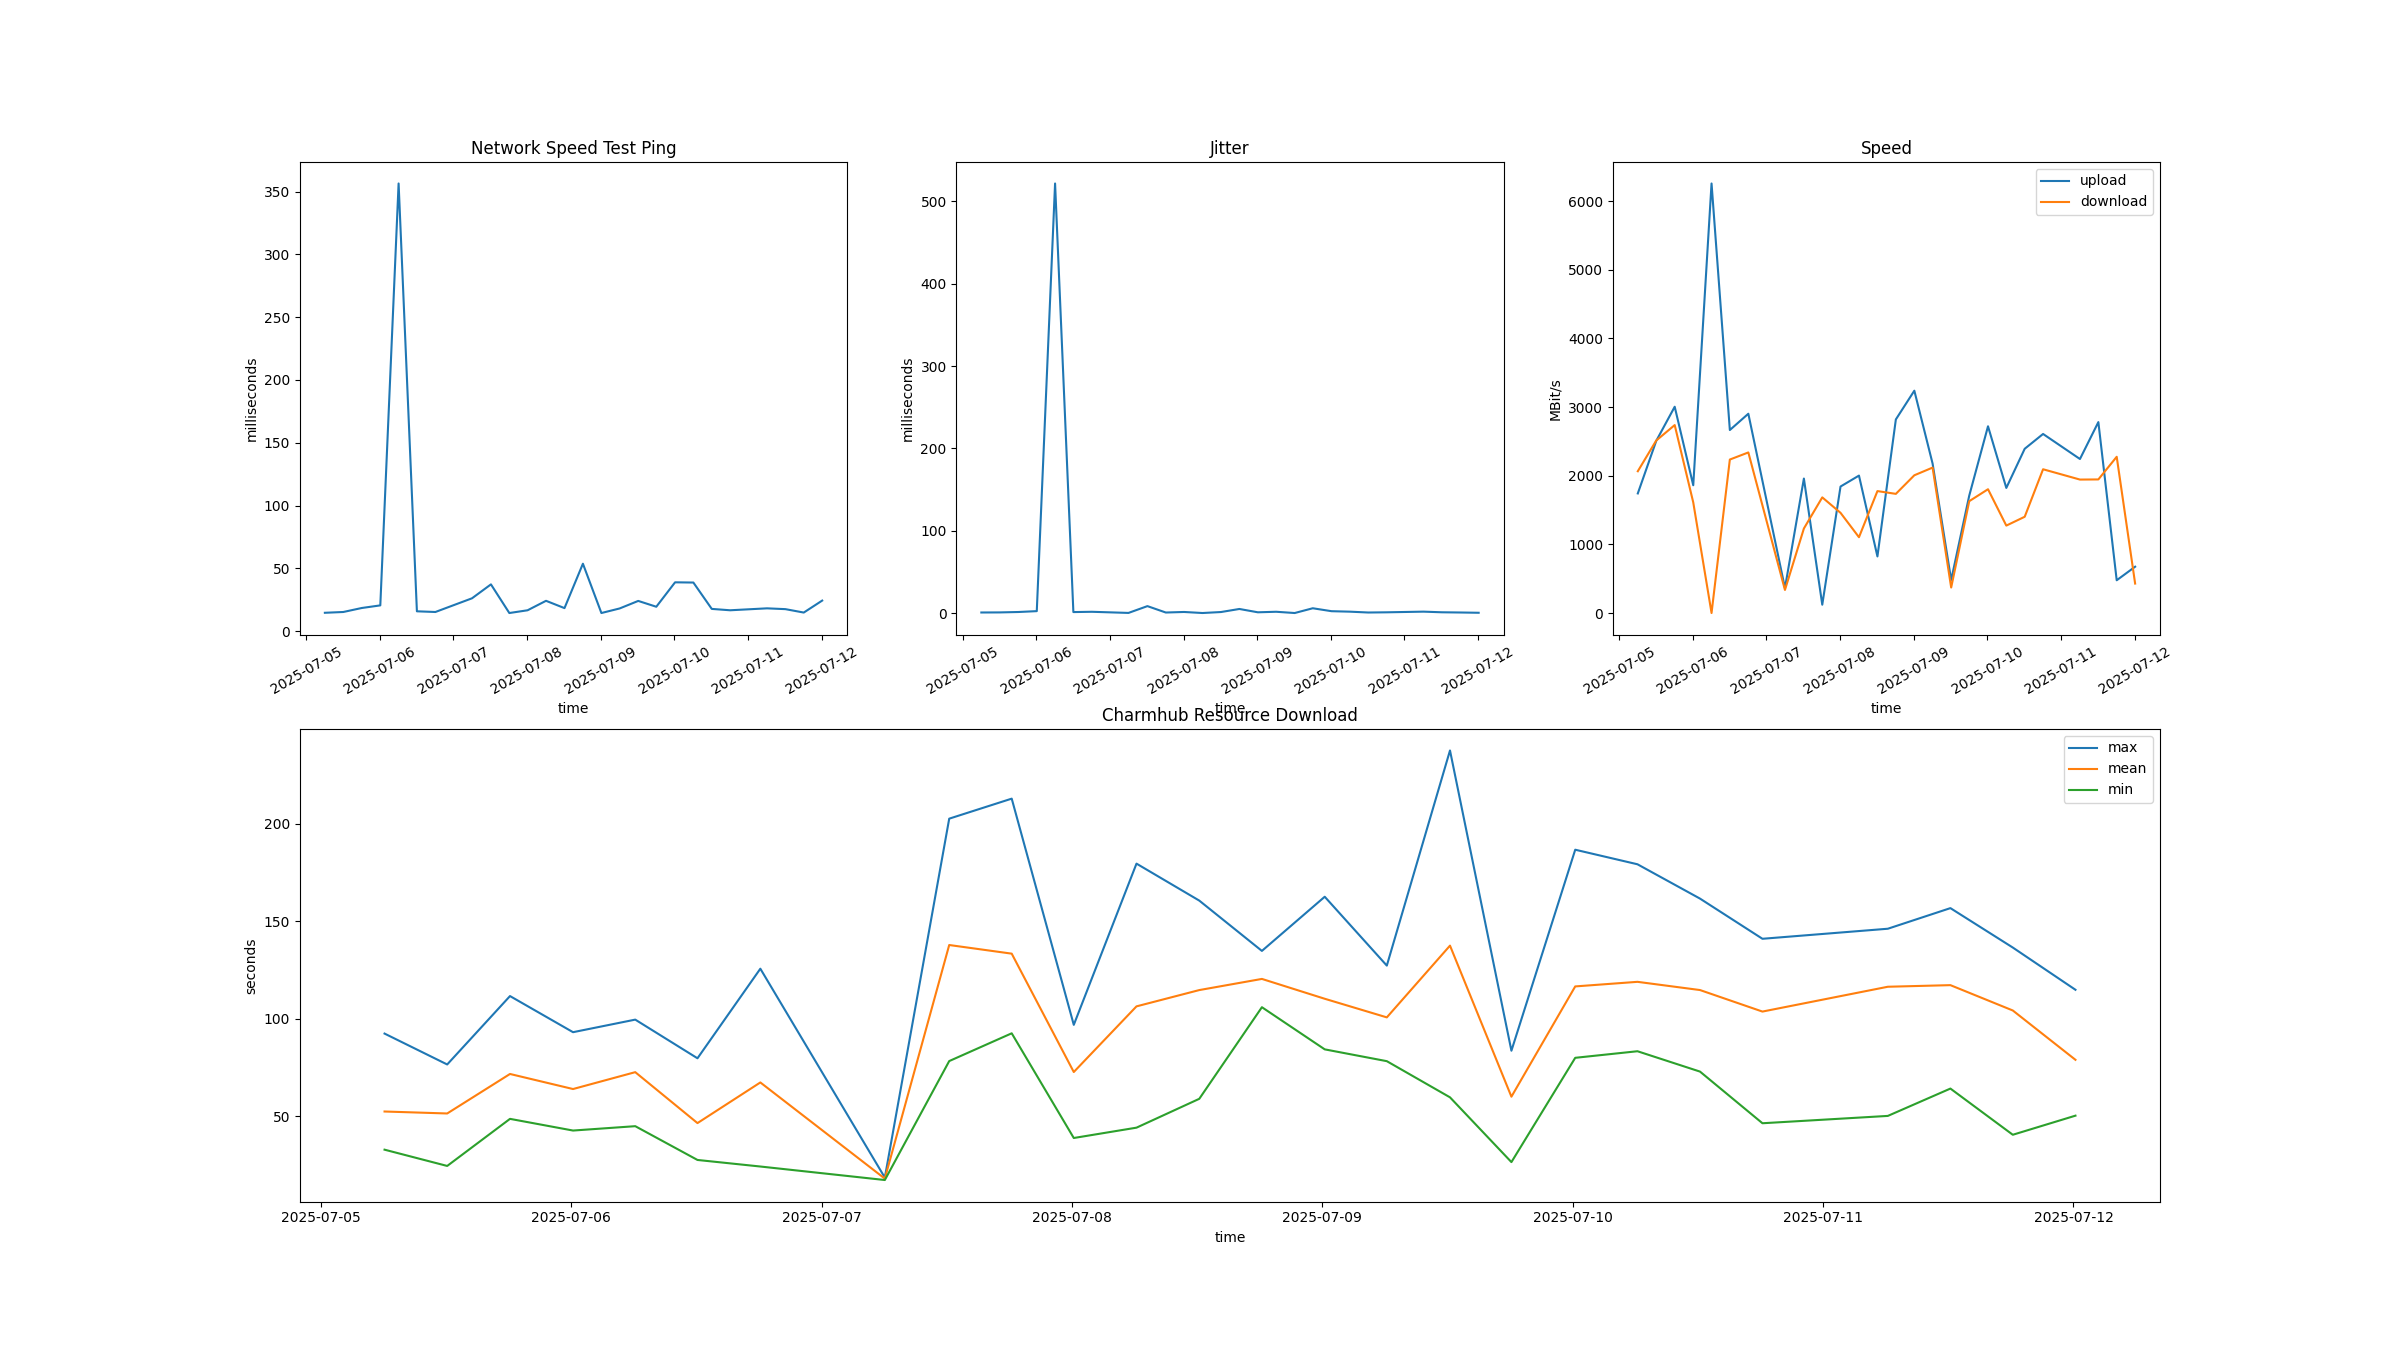 Network Speed Test Ping
milliseconds
350
300
250
200
150
100
50
0
2025-07-05 2025-07-06 2025-07-07 2025-07-08 2025-07-09 2025-07-10 2025-07-11 2025-07-12
time
Jitter
milliseconds
500
400
300
200
100
0
2025-07-05 2025-07-06 2025-07-07 2025-07-08 2025-07-09 2025-07-10 2025-07-11 2025-07-12
time
Speed
MBit/s
6000
5000
4000
3000
2000
1000
0
upload
download
2025-07-05 2025-07-06 2025-07-07 2025-07-08 2025-07-09 2025-07-10 2025-07-11 2025-07-12
time
Charmhub Resource Download
seconds
200
150
100
50
max
mean
min
2025-07-05 2025-07-06 2025-07-07 2025-07-08 2025-07-09 2025-07-10 2025-07-11 2025-07-12
time